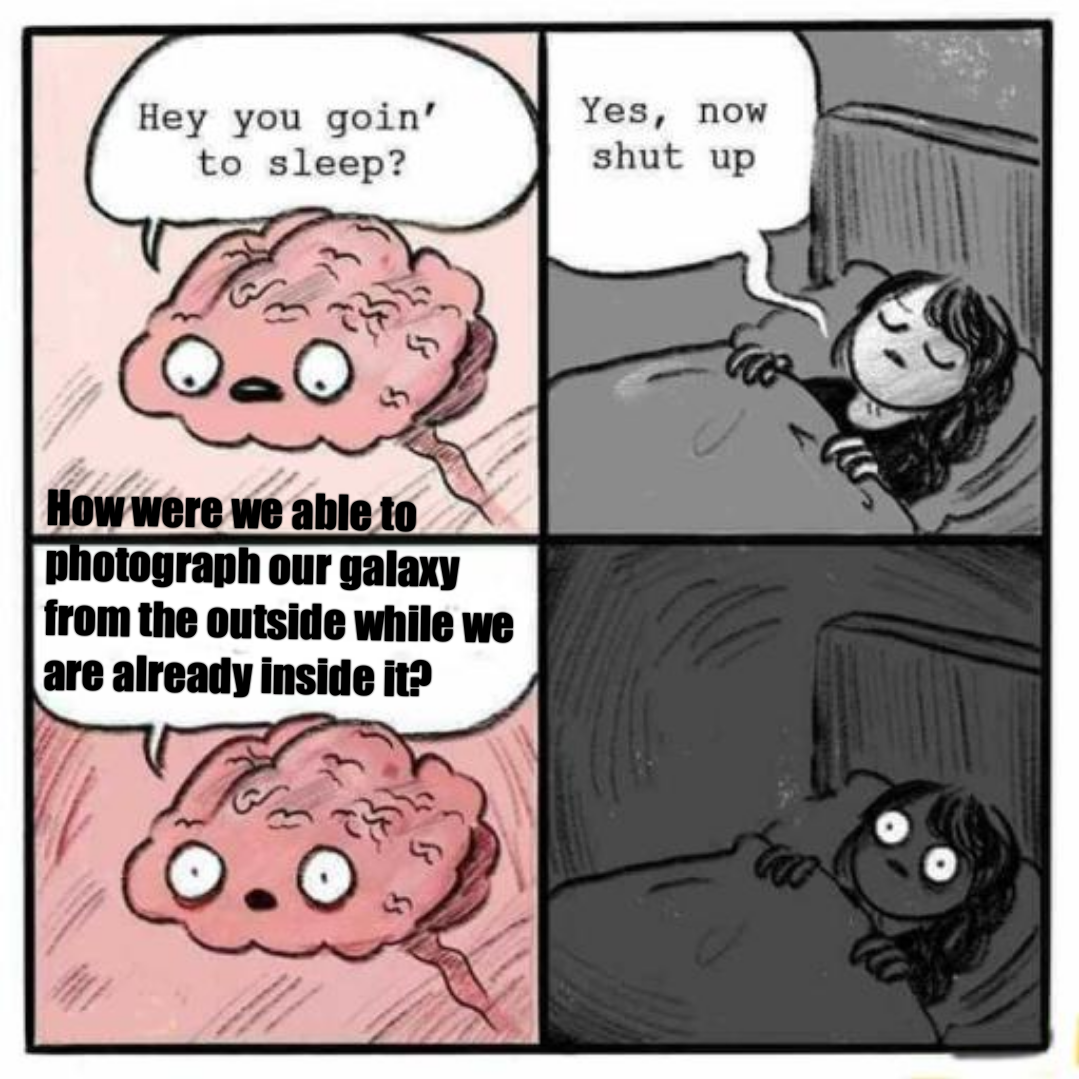 Hey you goin'
to sleep?
Yes, now
shut up
How were we able to
photograph our galaxy
from the outside while we
are already inside it?